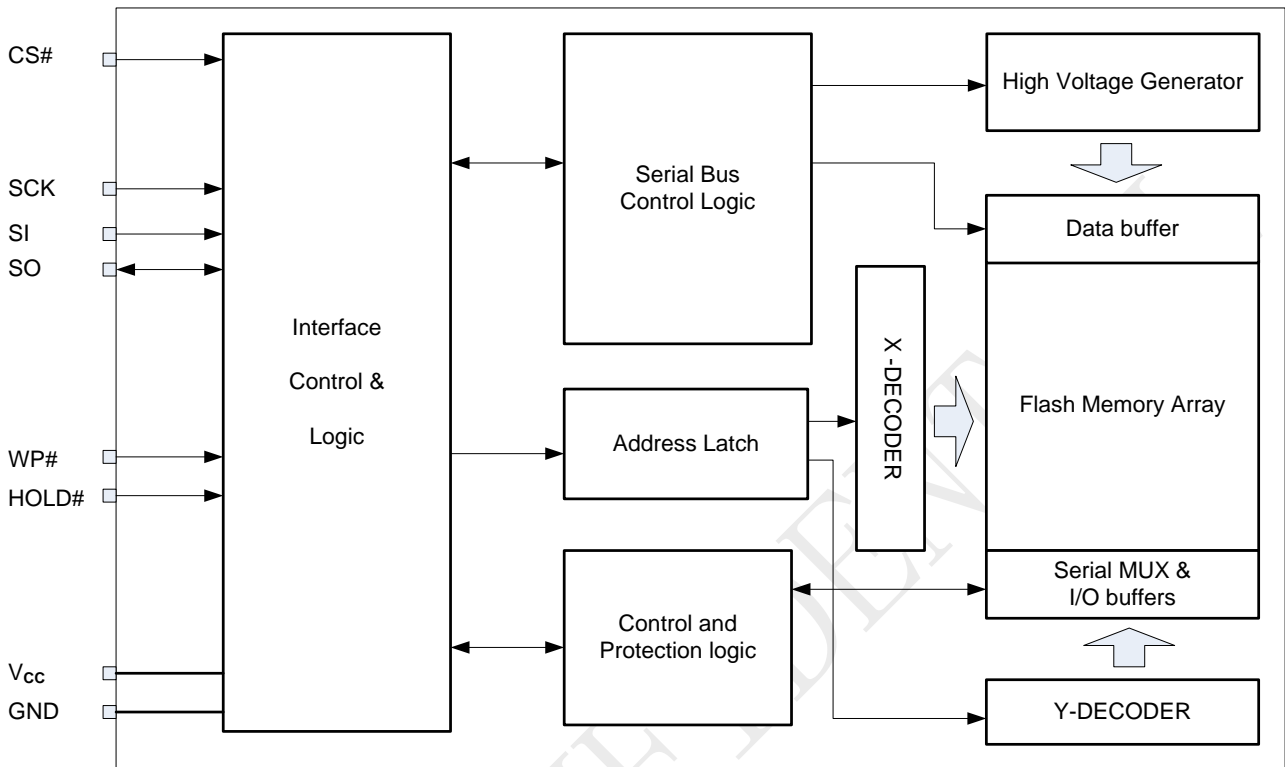 CS#
SCK
SI
SO
WP#
HOLD#
Vcc
GND
Interface
Control &
Logic
Serial Bus
Control Logic
Address Latch
Control and
Protection logic
X -DECODER
High Voltage Generator
Data buffer
Flash Memory Array
Serial MUX &
I/O buffers
Y-DECODER